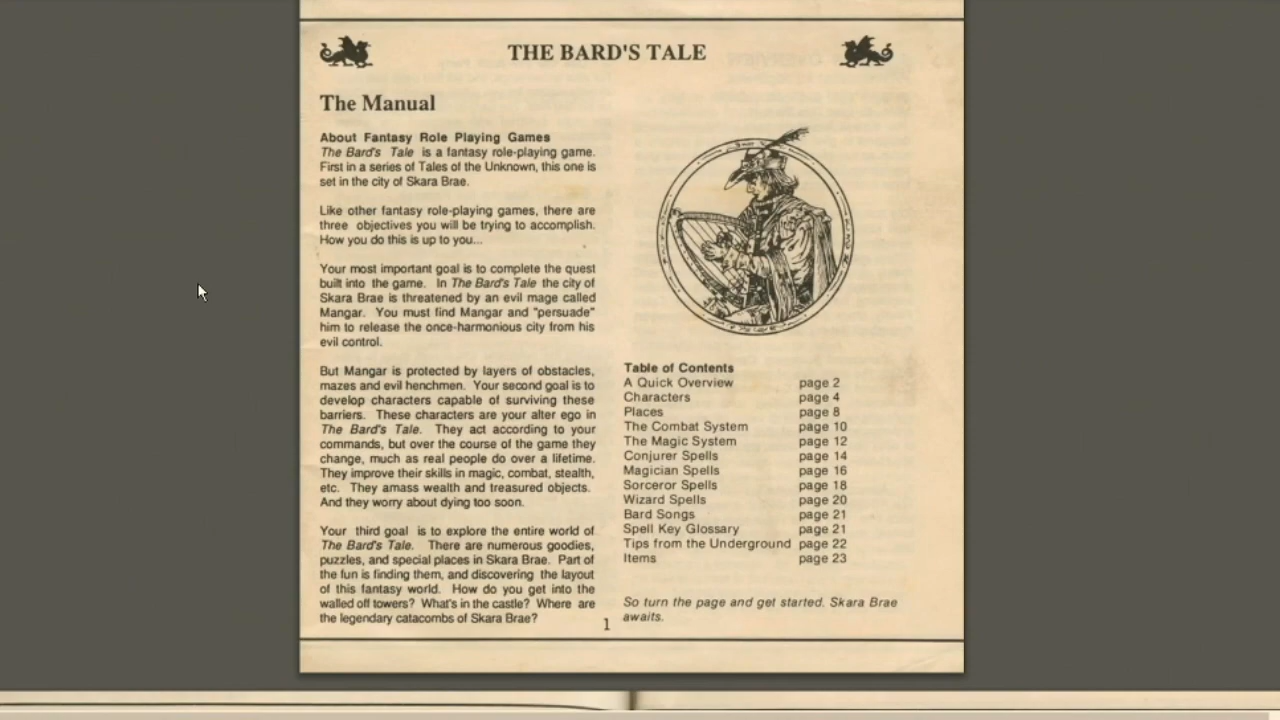 THE BARD'S TALE
The Manual
About Fantasy Role Playing Games
The Bard's Tale is a fantasy role-playing game.
First in a series of Tales of the Unknown, this one is
set in the city of Skara Brae.
Like other fantasy role-playing games, there are
three objectives you will be trying to accomplish.
How you do this is up to you...
Your most important goal is to complete the quest
built into the game. In The Bard's Tale the city of
Skara Brae is threatened by an evil mage called
Mangar. You must find Mangar and "persuade"
him to release the once-harmonious city from his
evil control.
But Mangar is protected by layers of obstacles,
mazes and evil henchmen. Your second goal is to
develop characters capable of surviving these
barriers. These characters are your alter ego in
The Bard's Tale. They act according to your
commands, but over the course of the game they
change, much as real people do over a lifetime.
They improve their skills in magic, combat, stealth,
etc. They amass wealth and treasured objects.
And they worry about dying too soon.
Your third goal is to explore the entire world of
The Bard's Tale. There are numerous goodies,
puzzles, and special places in Skara Brae. Part of
the fun is finding them, and discovering the layout
of this fantasy world. How do you get into the
walled off towers? What's in the castle? Where are
the legendary catacombs of Skara Brae?
Table of Contents
A Quick Overview page 2
Characters page 4
Places page 8
The Combat System page 10
The Magic System page 12
Conjurer Spells page 14
Magician Spells page 16
Sorceror Spells page 18
Wizard Spells page 20
Bard Songs page 21
Spell Key Glossary page 21
Tips from the Underground page 22
Items page 23
So turn the page and get started. Skara Brae
awaits.
1